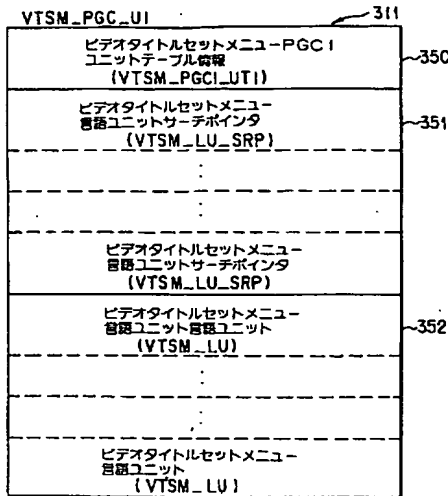 VTSM_PGC_UI
311
ビデオタイトルセットメニューPGCI
ユニットテーブル情報
(VTSM_PGCI_UTI)
350
ビデオタイトルセットメニュー
言語ユニットサーチポインタ
(VTSM_LU_SRP)
351
ビデオタイトルセットメニュー
言語ユニットサーチポインタ
(VTSM_LU_SRP)
ビデオタイトルセットメニュー
言語ユニット言語ユニット
(VTSM_LU)
352
ビデオタイトルセットメニュー
言語ユニット
(VTSM_LU)